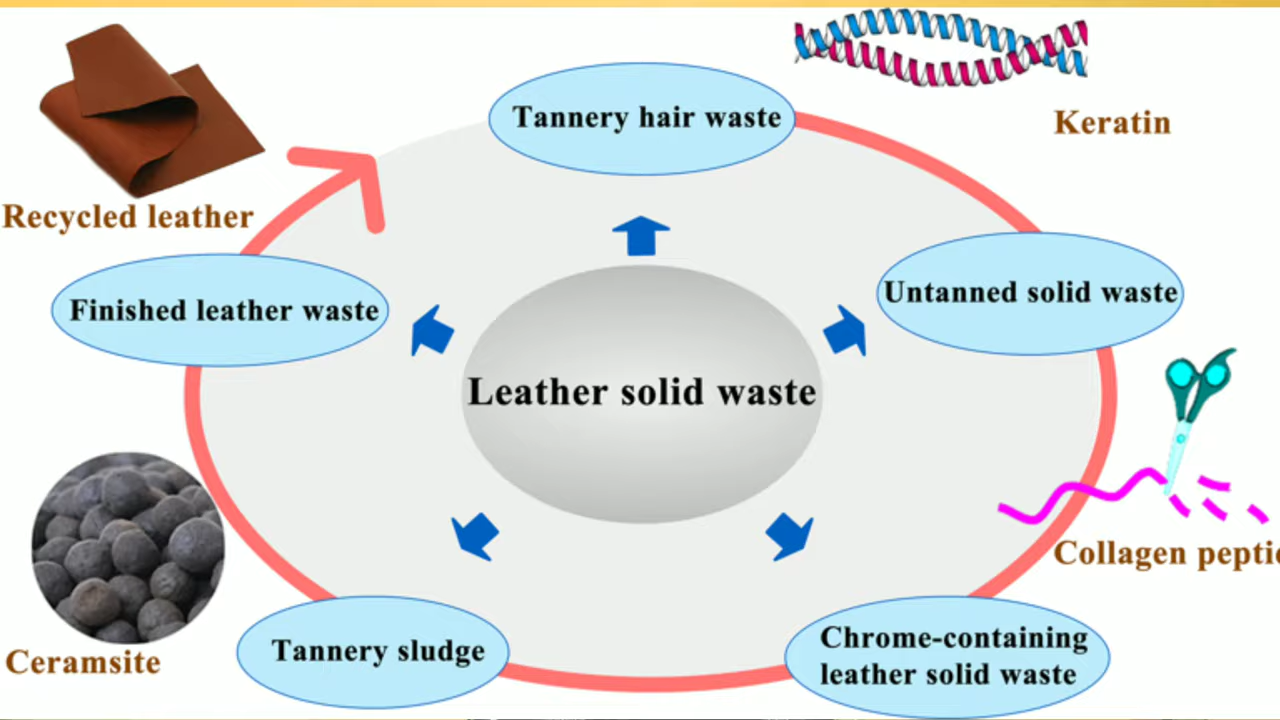 Tannery hair waste
Keratin
Recycled leather
Untanned solid waste
Finished leather waste
Leather solid waste
Collagen
Chrome-containing
leather solid waste
Tannery sludge
Ceramsite